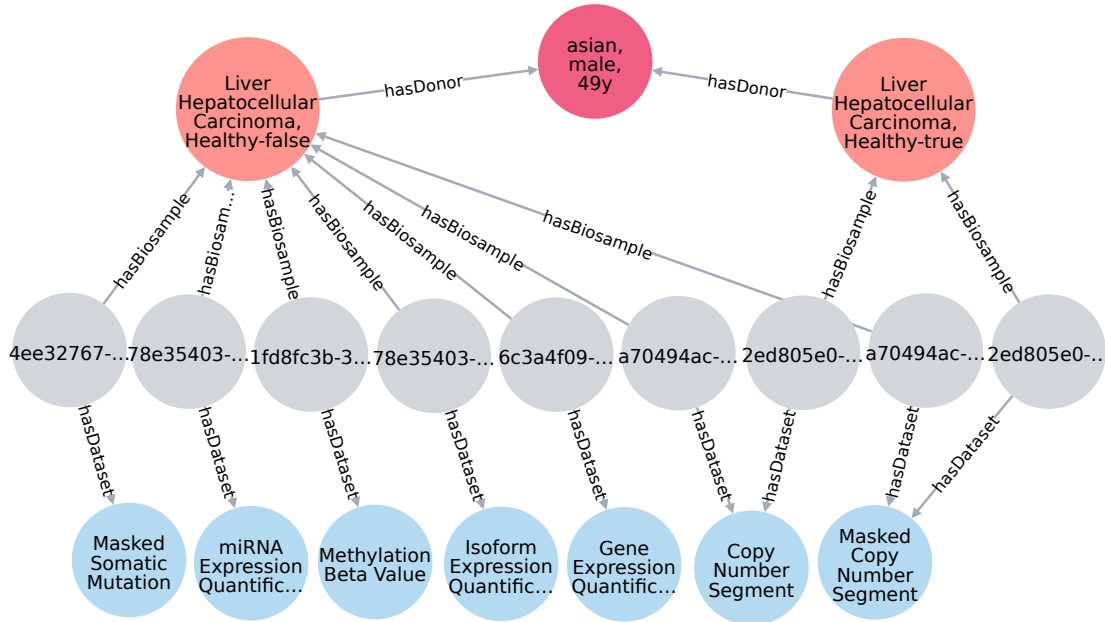 asian,
male,
49y
Liver
Hepatocellular
Carcinoma,
Healthy-false
Liver
Hepatocellular
Carcinoma,
Healthy-true
hasDonor
hasDonor
hasBiosample
hasBiosam...
hasBiosample
hasBiosample
hasBiosample
hasBiosample
hasBiosample
hasBiosample
hasBiosample
4ee32767-...
78e35403-...
1fd8fc3b-3...
78e35403-...
6c3a4f09-...
a70494ac-...
2ed805e0-...
a70494ac-...
2ed805e0-...
hasDataset
hasDataset
hasDataset
hasDataset
hasDataset
hasDataset
hasDataset
hasDataset
hasDataset
Masked
Somatic
Mutation
miRNA
Expression
Quantific...
Methylation
Beta Value
Isoform
Expression
Quantific...
Gene
Expression
Quantific...
Copy
Number
Segment
Masked
Copy
Number
Segment